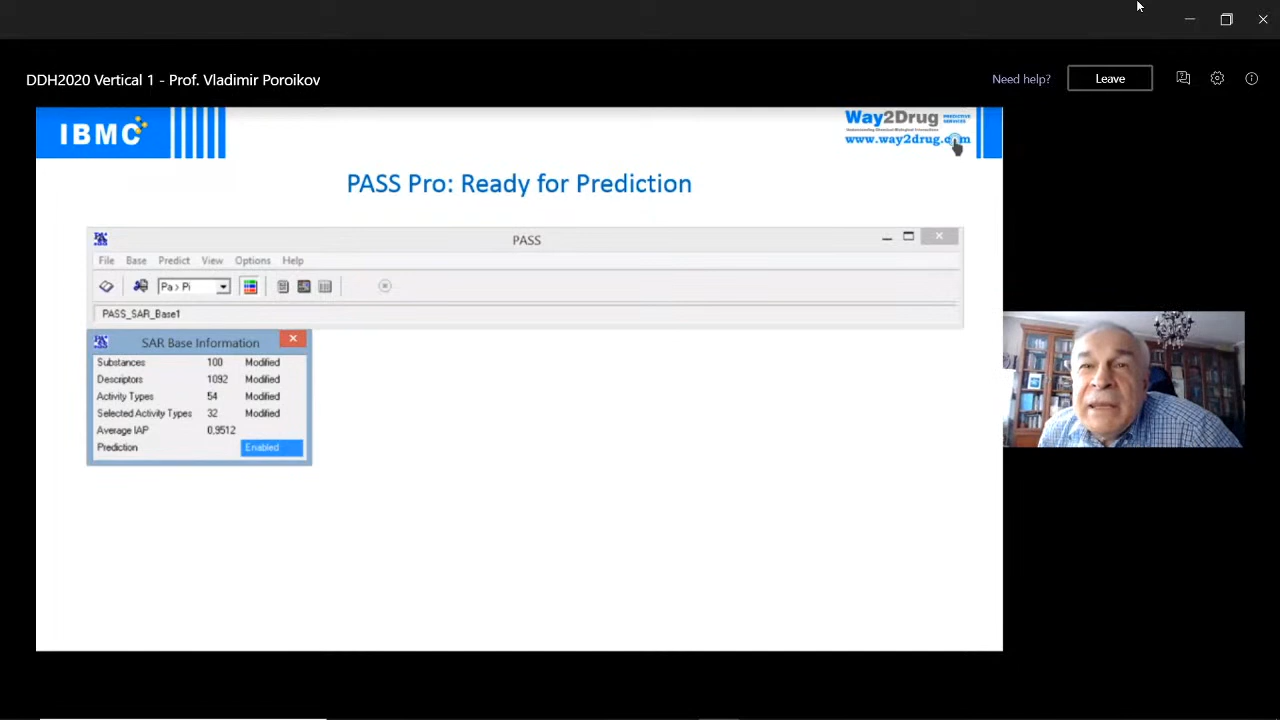 DDH2020 Vertical 1 - Prof. Vladimir Poroikov
Need help?
Leave
IBMC
Way2Drug PREDICTIVE SERVICES
www.way2drug.com
PASS Pro: Ready for Prediction
PASS
File Base Predict View Options Help
Pa > Pi
PASS_SAR_Base1
SAR Base Information
Substances 100 Modified
Descriptors 1092 Modified
Activity Types 54 Modified
Selected Activity Types 32 Modified
Average IAP 0,9512
Prediction Enabled